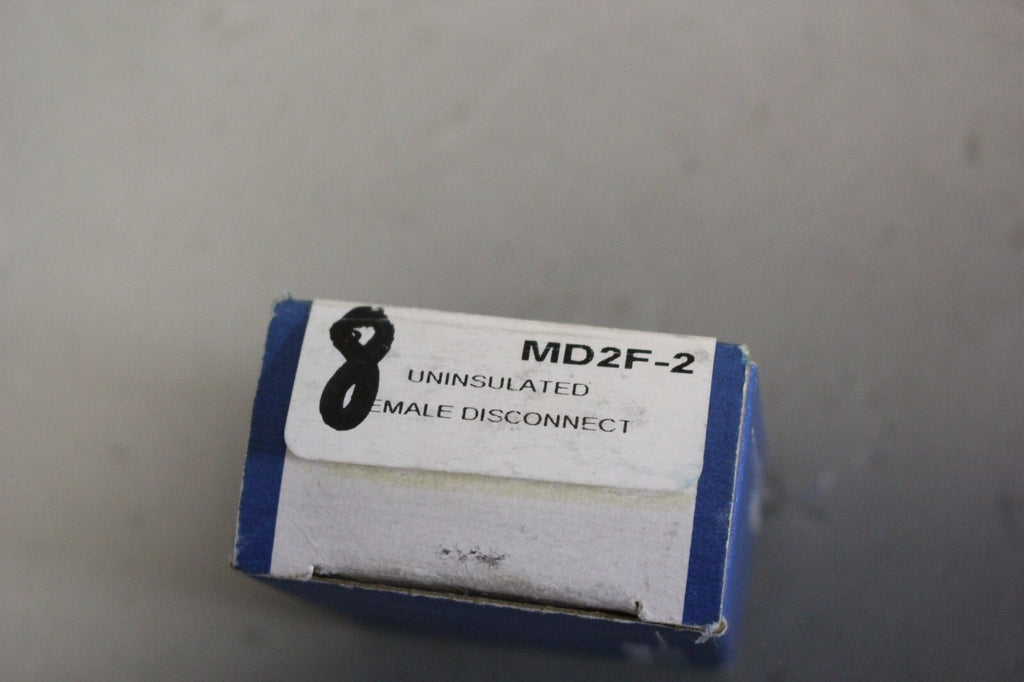 8
MD2F-2
UNINSULATED
EMALE DISCONNECT